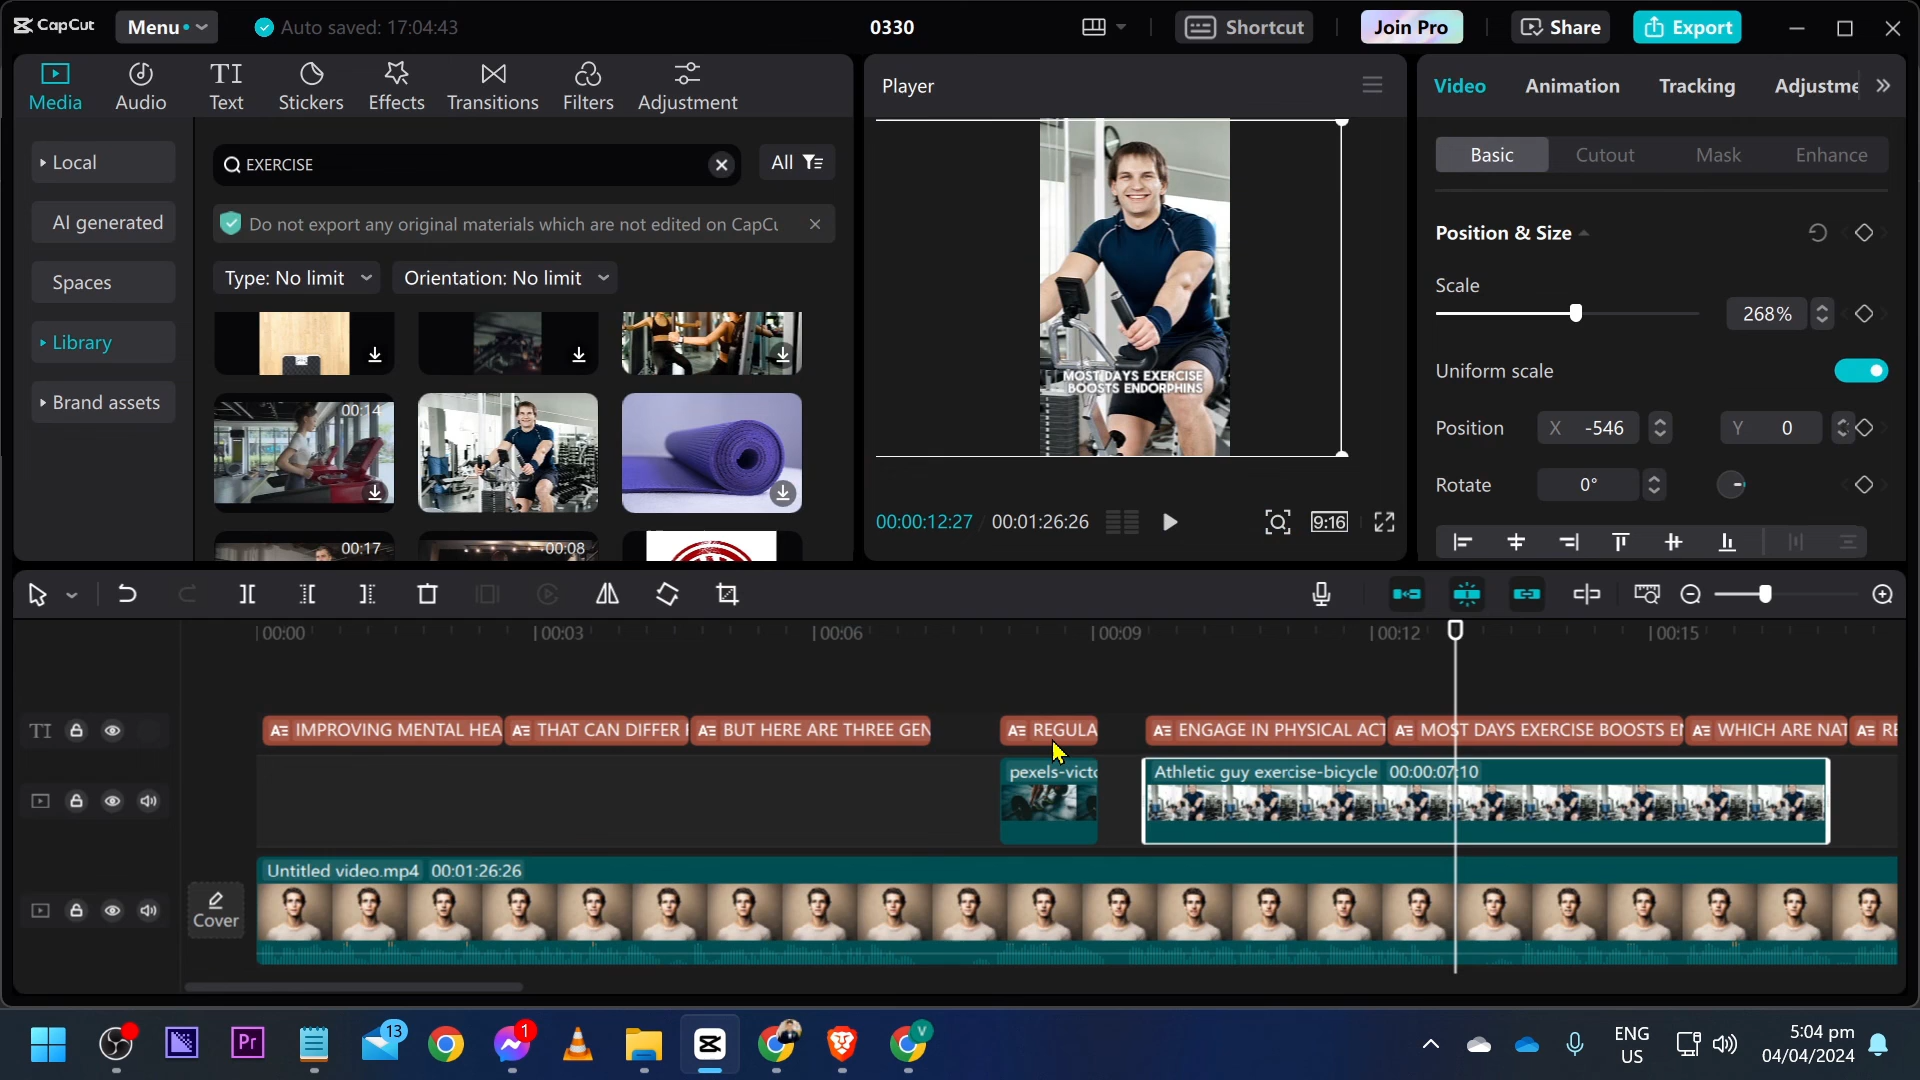 CapCut
Menu
Auto saved: 17:04:43
0330
Shortcut
Join Pro
Share
Export
Media
Audio
TI
Text
Stickers
Effects
Transitions
Filters
Adjustment
Local
AI generated
Spaces
Library
Brand assets
EXERCISE
All
Do not export any original materials which are not edited on CapCu
Type: No limit
Orientation: No limit
00:14
00:17
00:08
Player
MOST DAYS EXERCISE
BOOSTS ENDORPHINS
00:00:12:27
00:01:26:26
9:16
Video
Animation
Tracking
Adjustme
Basic
Cutout
Mask
Enhance
Position & Size
Scale
268%
Uniform scale
Position
X -546
Y 0
Rotate
0°
00:00
00:03
00:06
00:09
00:12
00:15
TI
IMPROVING MENTAL HEA
THAT CAN DIFFER
BUT HERE ARE THREE GEN
REGULA
ENGAGE IN PHYSICAL ACT
MOST DAYS EXERCISE BOOSTS E
WHICH ARE NAT
RE
pexels-victo
Athletic guy exercise-bicycle 00:00:07:10
Cover
Untitled video.mp4 00:01:26:26
Pr
13
1
V
ENG
US
5:04 pm
04/04/2024